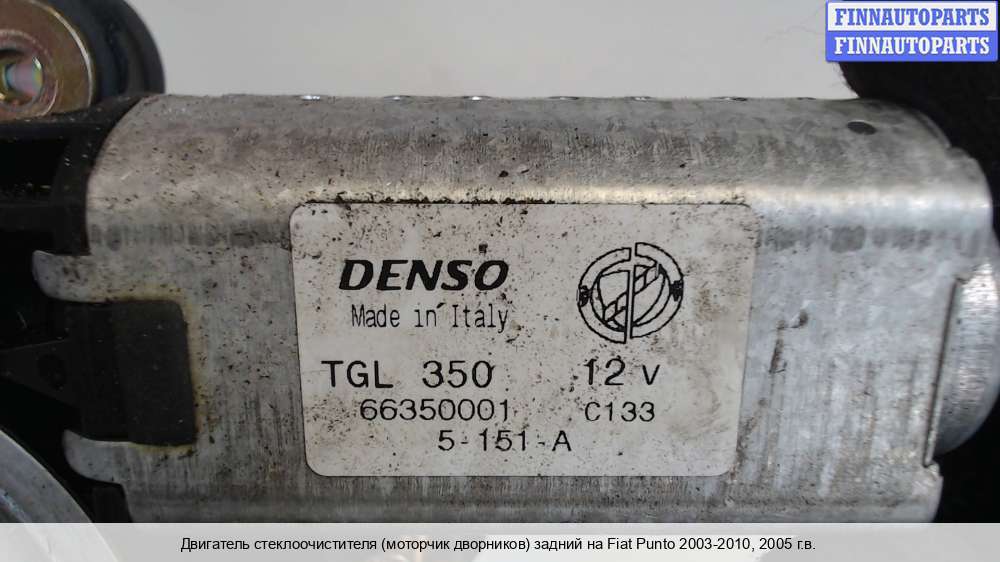 FINNAUTOPARTS
FINNAUTOPARTS
DENSO
Made in Italy
TGL 350 12 V
66350001 C133
5-151-A
Двигатель стеклоочистителя (моторчик дворников) задний на Fiat Punto 2003-2010, 2005 г.в.